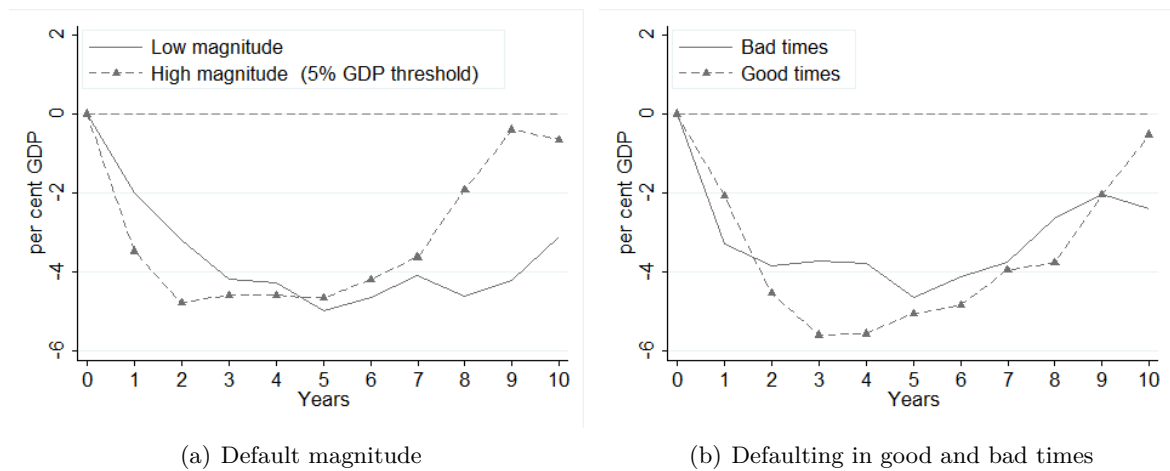 2
Low magnitude
High magnitude (5% GDP threshold)
0
-2
-4
-6
per cent GDP
0 1 2 3 4 5 6 7 8 9 10
Years
(a) Default magnitude
2
Bad times
Good times
0
-2
-4
-6
per cent GDP
0 1 2 3 4 5 6 7 8 9 10
Years
(b) Defaulting in good and bad times